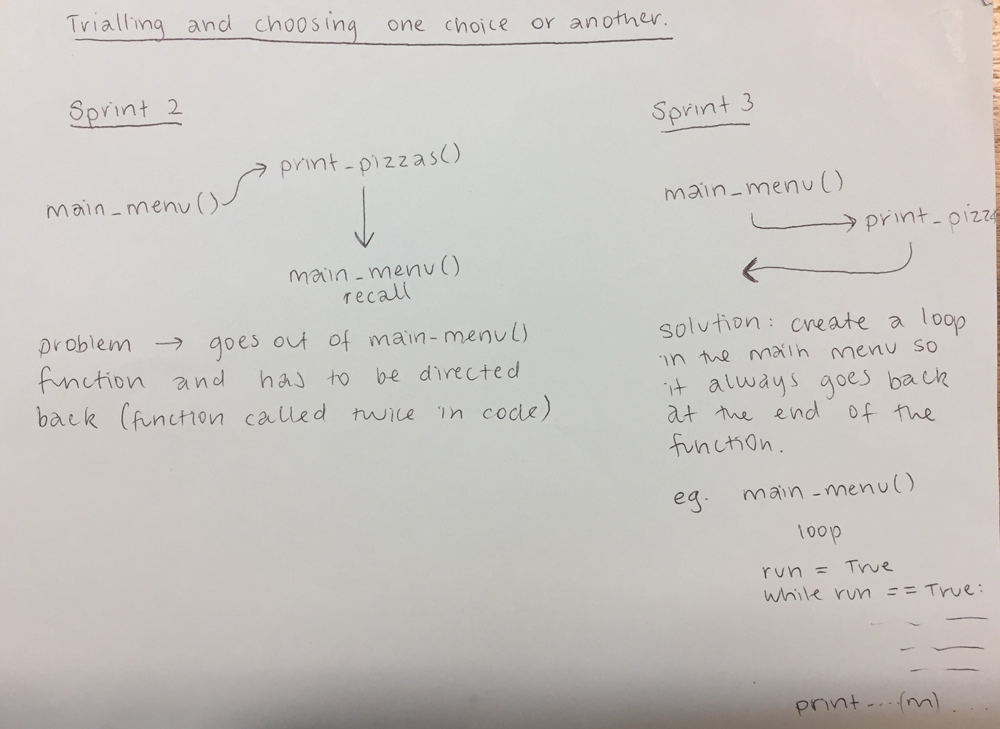 Trialling and choosing one choice or another.
Sprint 2
main_menu() → print_pizzas()
main_menu()
recall
problem → goes out of main-menu()
function and has to be directed
back (function called twice in code)
Sprint 3
main_menu()
print_pizza
solution: create a loop
in the main menu so
it always goes back
at the end of the
function.
eg. main_menu()
loop
run = True
while run == True:
print....(m) ....